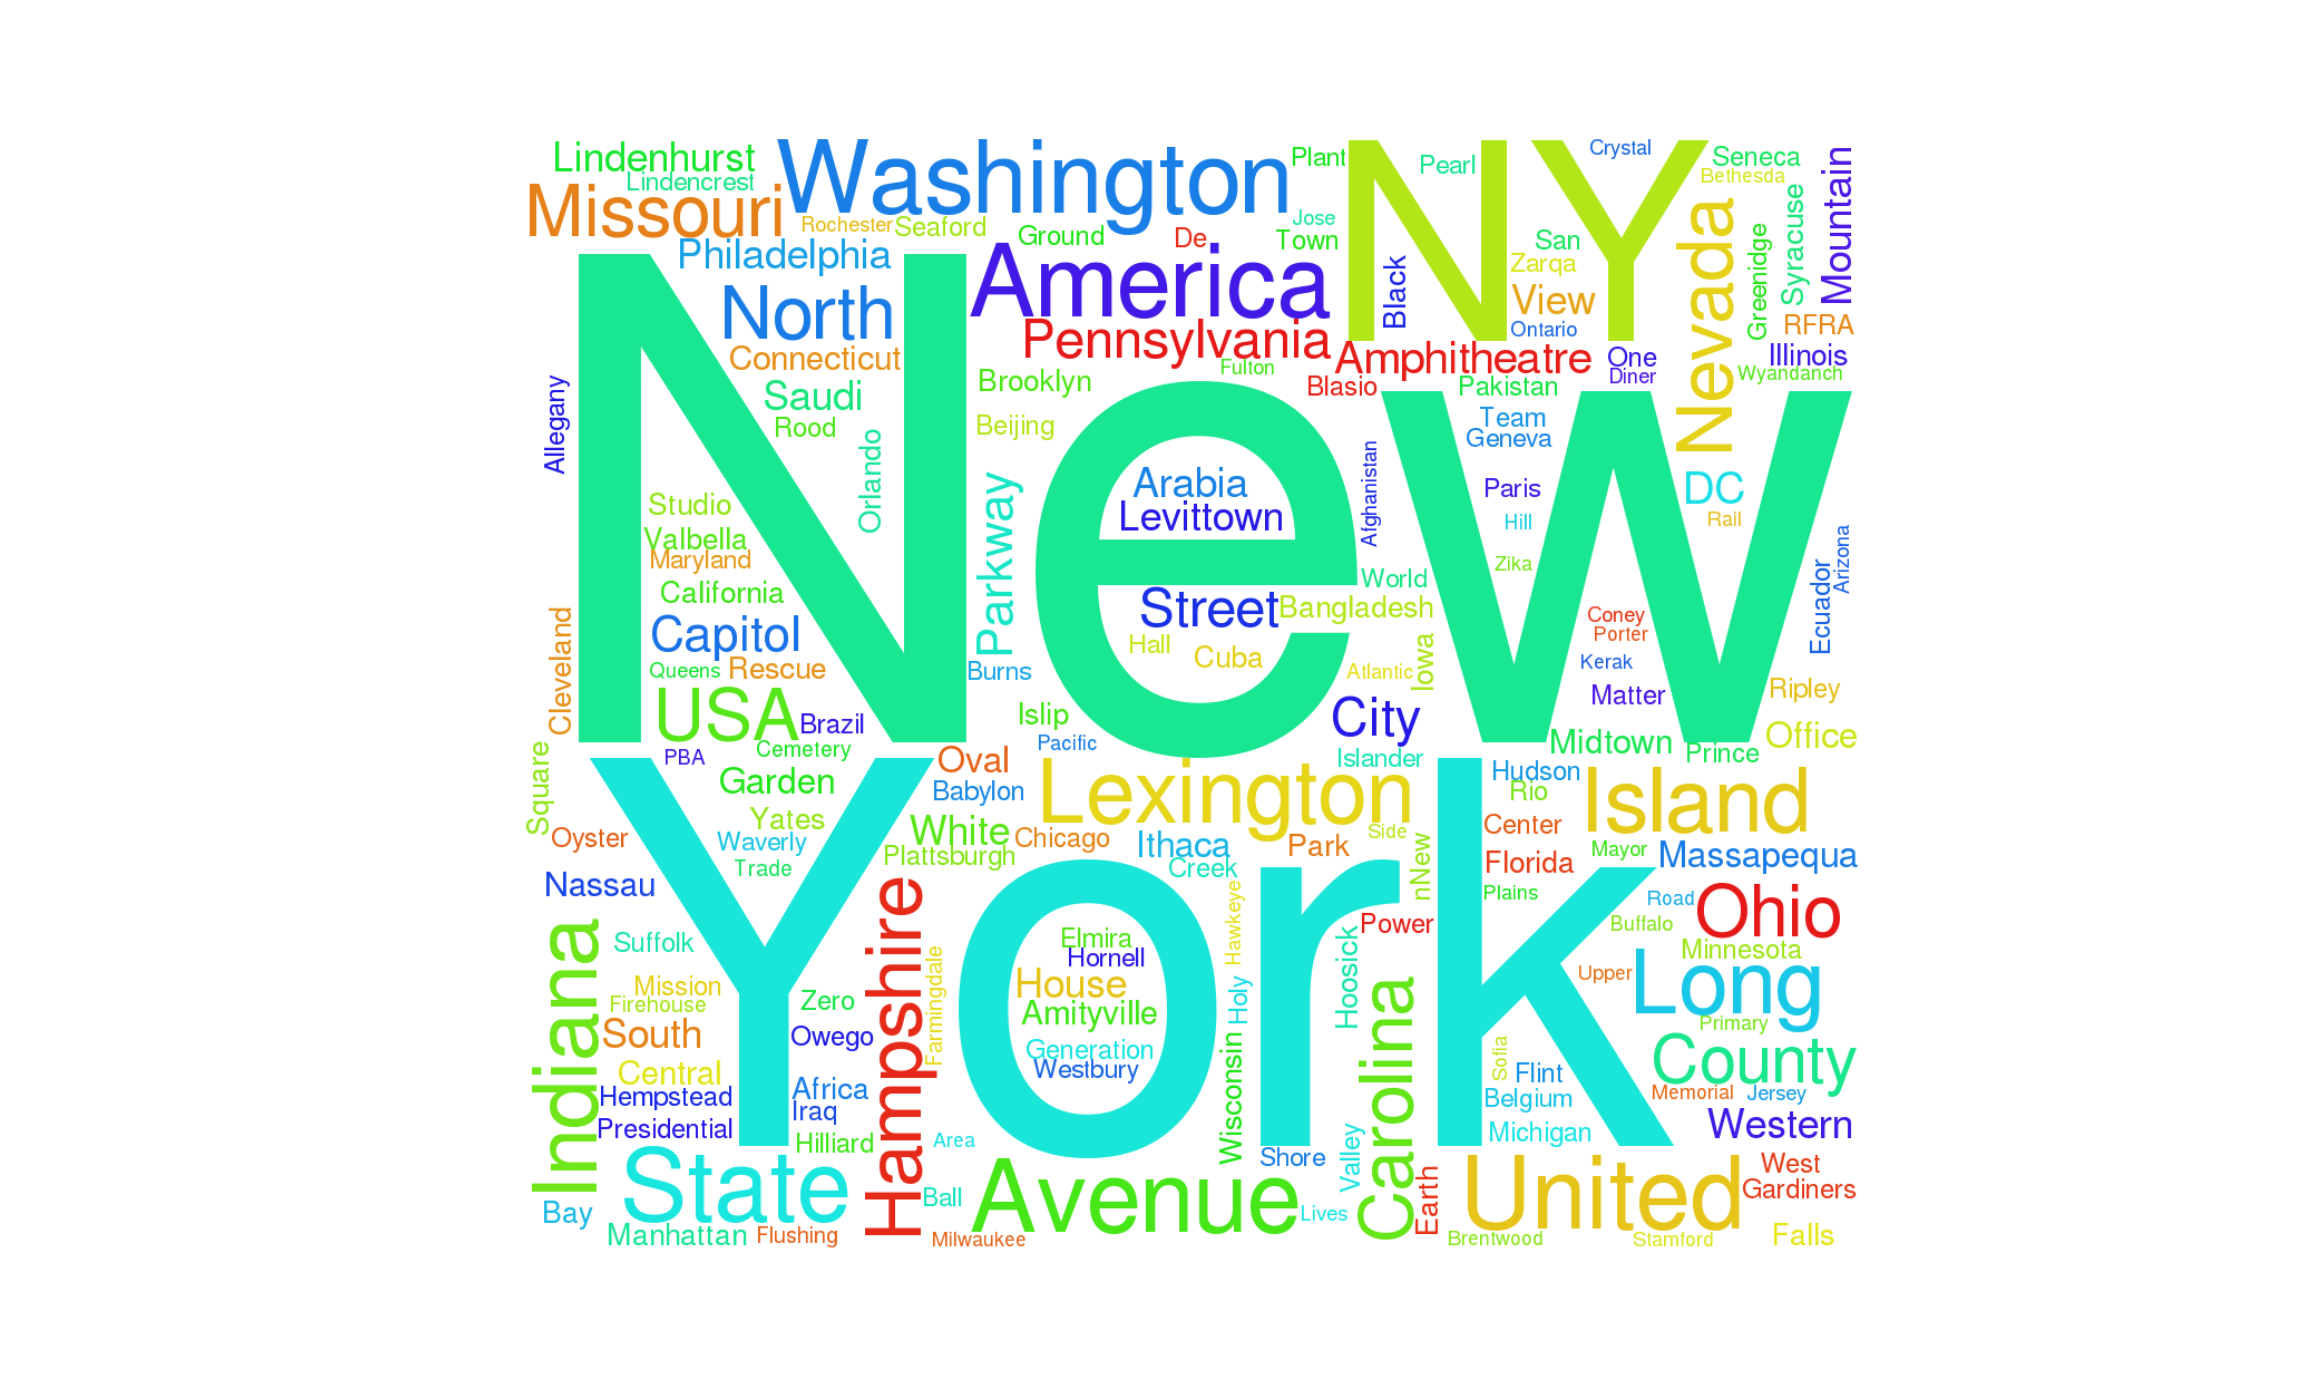 Lindenhurst
Lindencrest
Washington
Plant
NY
Pearl
Crystal
Seneca
Bethesda
Mountain
Missouri
Rochester
Seaford
Ground
De
Jose
Town
San
Zarqa
Nevada
Greenidge
Syracuse
Philadelphia
America
Black
View
Ontario
RFRA
North
Pennsylvania
Amphitheatre
One
Diner
Illinois
Wyandanch
Connecticut
Fulton
Brooklyn
Blasio
Pakistan
New
Allegany
Saudi
Rood
Orlando
Beijing
Team
Geneva
Studio
Valbella
Maryland
California
Parkway
Arabia
Levittown
Afghanistan
Paris
Hill
Zika
DC
Rail
Arizona
Ecuador
Cleveland
Capitol
Queens
Rescue
Burns
Street
World
Bangladesh
Hall
Cuba
Atlantic
Iowa
Coney
Porter
Kerak
Matter
Ripley
USA
Brazil
PBA
Cemetery
Islip
Pacific
City
Islander
Midtown
Prince
Office
York
Square
Garden
Oval
Babylon
Lexington
Hudson
Rio
Island
Yates
Oyster
Waverly
Trade
White
Plattsburgh
Chicago
Ithaca
Creek
Park
Side
nNew
Center
Florida
Plains
Mayor
Massapequa
Nassau
Indiana
Suffolk
Hampshire
Farmingdale
Elmira
Hornell
House
Amityville
Generation
Westbury
Hawkeye
Holy
Wisconsin
Hoosick
Power
Carolina
Road
Buffalo
Ohio
Minnesota
Upper
Long
Mission
Firehouse
South
Zero
Owego
Central
Hempstead
Presidential
Africa
Iraq
Hilliard
Sofia
Flint
Belgium
Michigan
Primary
County
Memorial
Jersey
Western
State
Area
Ball
Avenue
Shore
Valley
Lives
Earth
United
West
Gardiners
Bay
Manhattan
Flushing
Milwaukee
Brentwood
Stamford
Falls